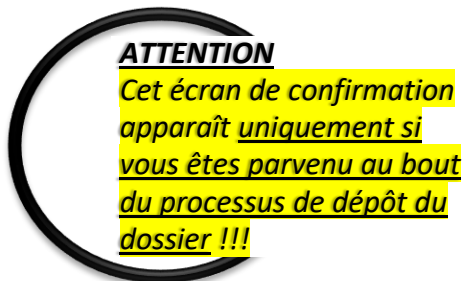 ATTENTION
Cet écran de confirmation
apparaît uniquement si
vous êtes parvenu au bout
du processus de dépôt du
dossier !!!